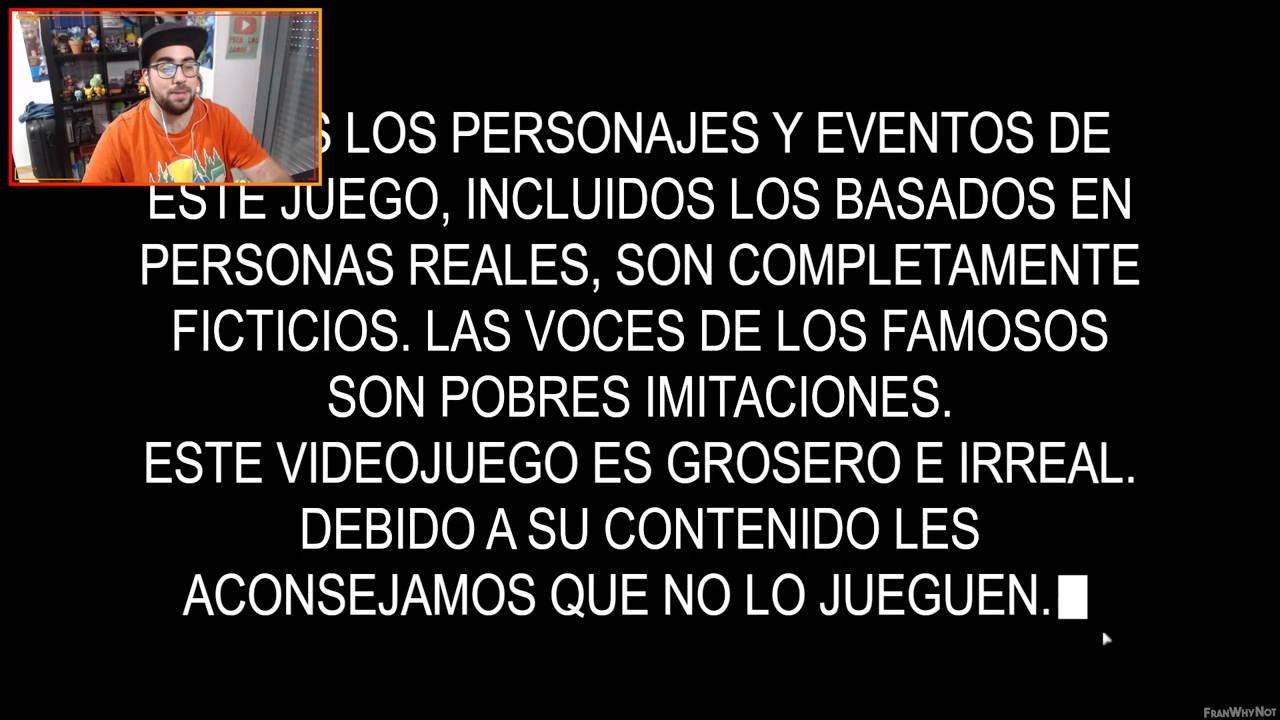 LOS PERSONAJES Y EVENTOS DE
ESTE JUEGO, INCLUIDOS LOS BASADOS EN
PERSONAS REALES, SON COMPLETAMENTE
FICTICIOS. LAS VOCES DE LOS FAMOSOS
SON POBRES IMITACIONES.
ESTE VIDEOJUEGO ES GROSERO E IRREAL.
DEBIDO A SU CONTENIDO LES
ACONSEJAMOS QUE NO LO JUEGUEN.
FRANWHYNOT